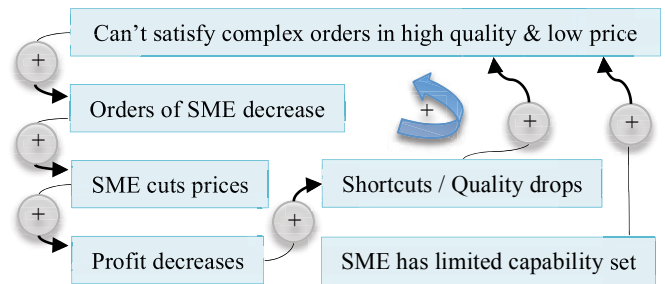 Can't satisfy complex orders in high quality & low price
+
+
Orders of SME decrease
+
+
+
SME cuts prices
Shortcuts / Quality drops
+
+
Profit decreases
SME has limited capability set